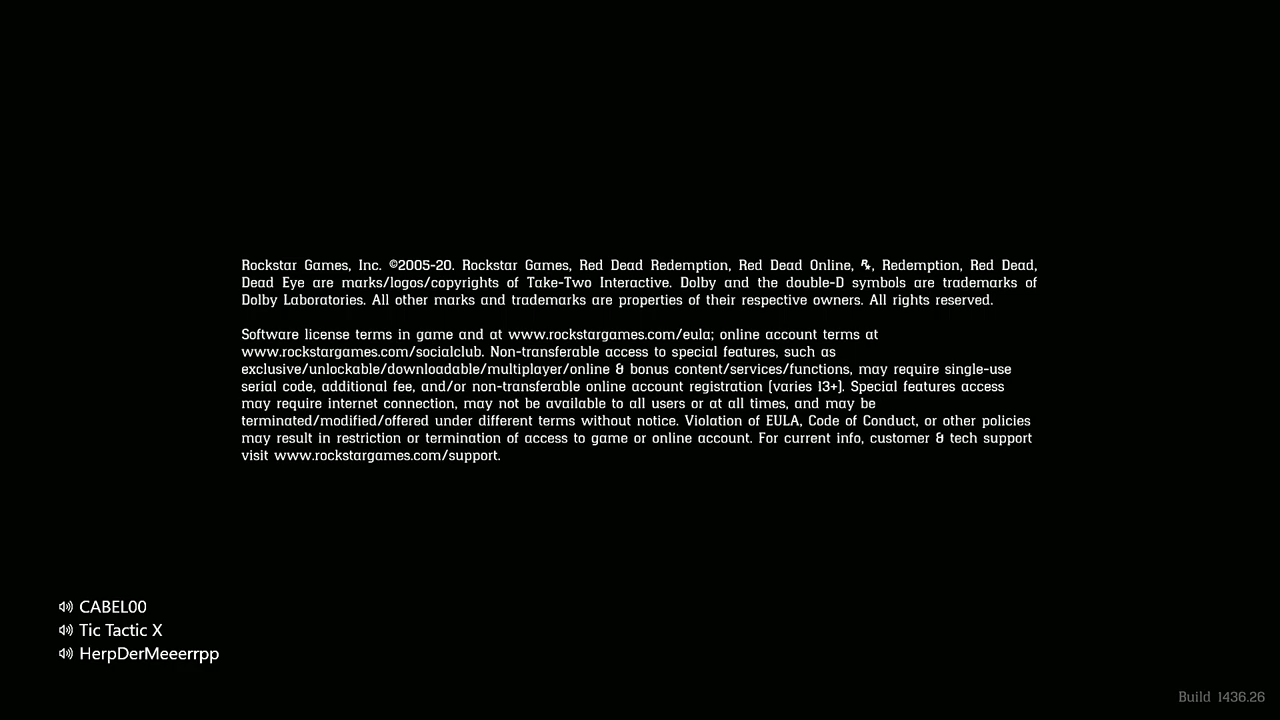 Rockstar Games, Inc. ©2005-20. Rockstar Games, Red Dead Redemption, Red Dead Online, , Redemption, Red Dead,
Dead Eye are marks/logos/copyrights of Take-Two Interactive. Dolby and the double-D symbols are trademarks of
Dolby Laboratories. All other marks and trademarks are properties of their respective owners. All rights reserved.
Software license terms in game and at www.rockstargames.com/eula; online account terms at
www.rockstargames.com/socialclub. Non-transferable access to special features, such as
exclusive/unlockable/downloadable/multiplayer/online & bonus content/services/functions, may require single-use
serial code, additional fee, and/or non-transferable online account registration (varies 13+). Special features access
may require internet connection, may not be available to all users or at all times, and may be
terminated/modified/offered under different terms without notice. Violation of EULA, Code of Conduct, or other policies
may result in restriction or termination of access to game or online account. For current info, customer & tech support
visit www.rockstargames.com/support.
CABEL00
Tic Tactic X
HerpDerMeeerrpp
Build 1436.26